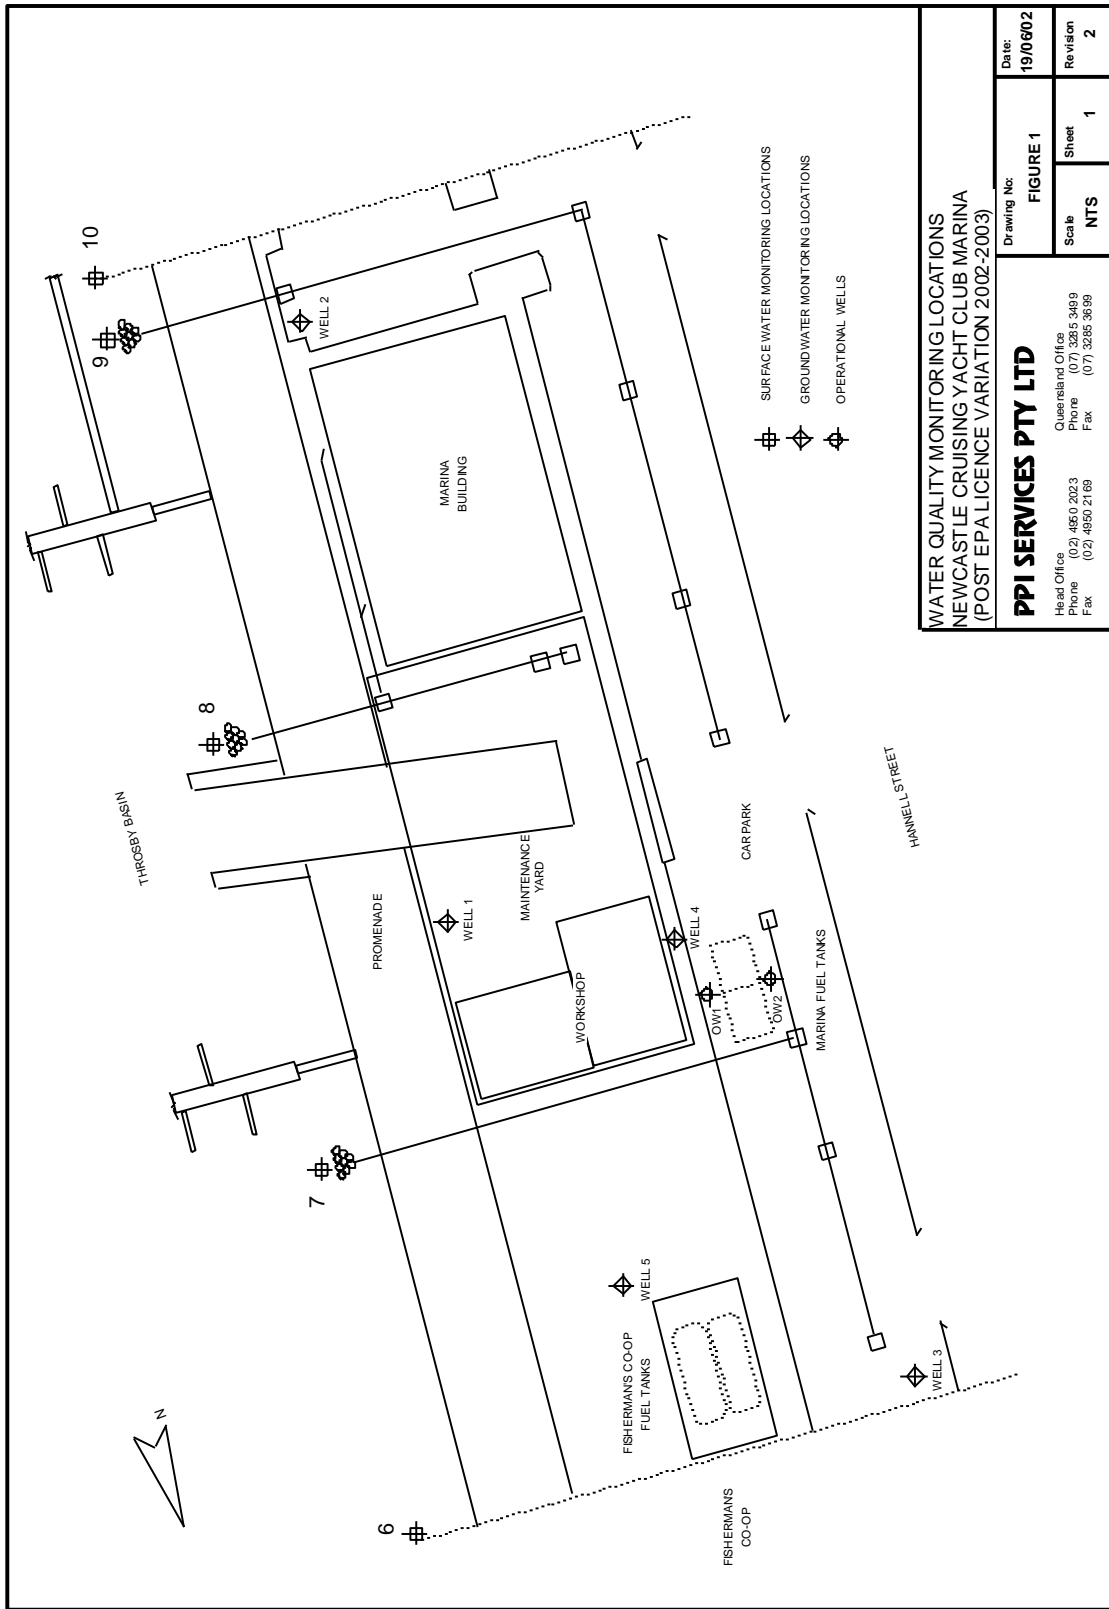 10
9
8
7
6
THROSBY BASIN
PROMENADE
WELL 1
WELL 2
MARINA
BUILDING
MAINTENANCE
YARD
WORKSHOP
WELL 4
OW1
OW2
CAR PARK
MARINA FUEL TANKS
HANNELL STREET
WELL 5
FISHERMAN'S CO-OP
FUEL TANKS
WELL 3
FISHERMAN'S
CO-OP
N
SURFACE WATER MONITORING LOCATIONS
GROUNDWATER MONITORING LOCATIONS
OPERATIONAL WELLS
WATER QUALITY MONITORING LOCATIONS
NEWCASTLE CRUISING YACHT CLUB MARINA
(POST EPA LICENCE VARIATION 2002-2003)
PPI SERVICES PTY LTD
Head Office
Phone (02) 4950 2023
Fax (02) 4950 2169
Queensland Office
Phone (07) 3285 3499
Fax (07) 3285 3699
Drawing No:
FIGURE 1
Date:
19/06/02
Scale
NTS
Sheet 1
Revision
2